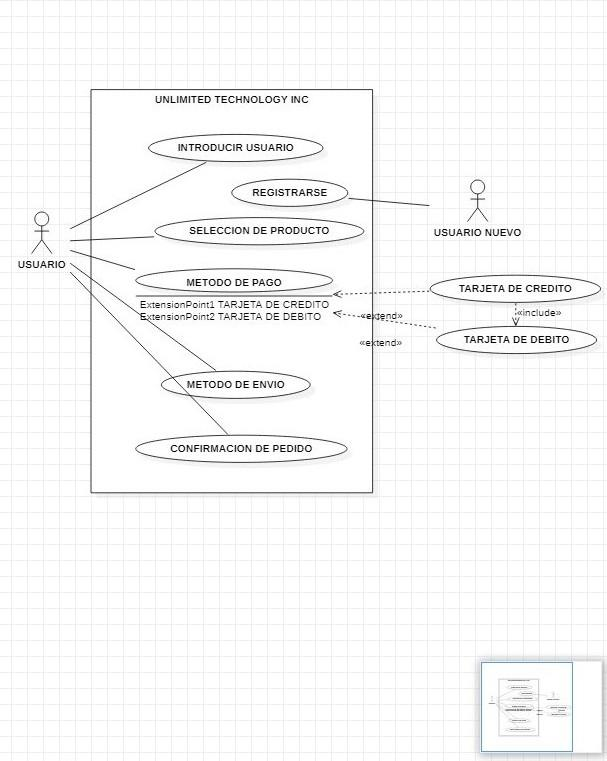 UNLIMITED TECHNOLOGY INC
INTRODUCIR USUARIO
REGISTRARSE
USUARIO NUEVO
SELECCION DE PRODUCTO
USUARIO
METODO DE PAGO
ExtensionPoint1 TARJETA DE CREDITO
ExtensionPoint2 TARJETA DE DEBITO
TARJETA DE CREDITO
«extend»
«include»
TARJETA DE DEBITO
«extend»
METODO DE ENVIO
CONFIRMACION DE PEDIDO